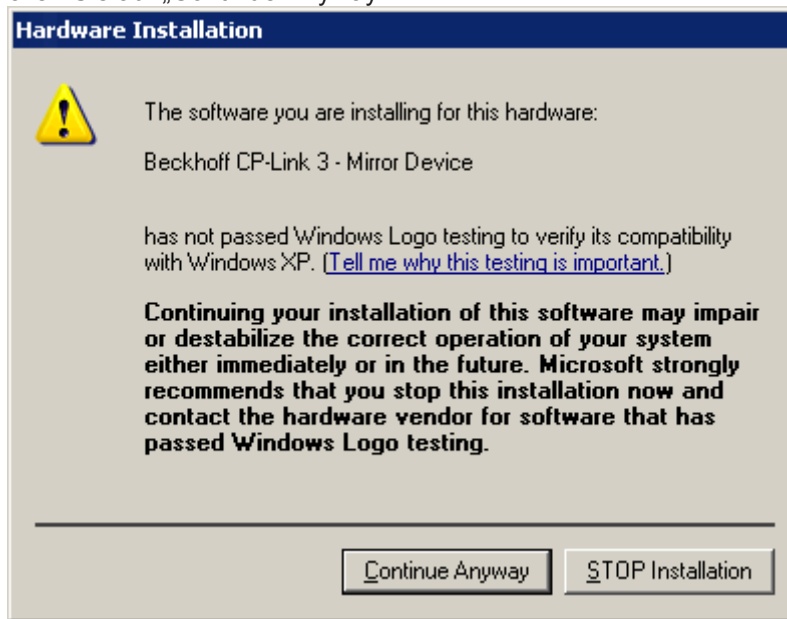 Hardware Installation
The software you are installing for this hardware:
Beckhoff CP-Link 3 - Mirror Device
has not passed Windows Logo testing to verify its compatibility
with Windows XP. (Tell me why this testing is important.)
Continuing your installation of this software may impair
or destabilize the correct operation of your system
either immediately or in the future. Microsoft strongly
recommends that you stop this installation now and
contact the hardware vendor for software that has
passed Windows Logo testing.
Continue Anyway
STOP Installation